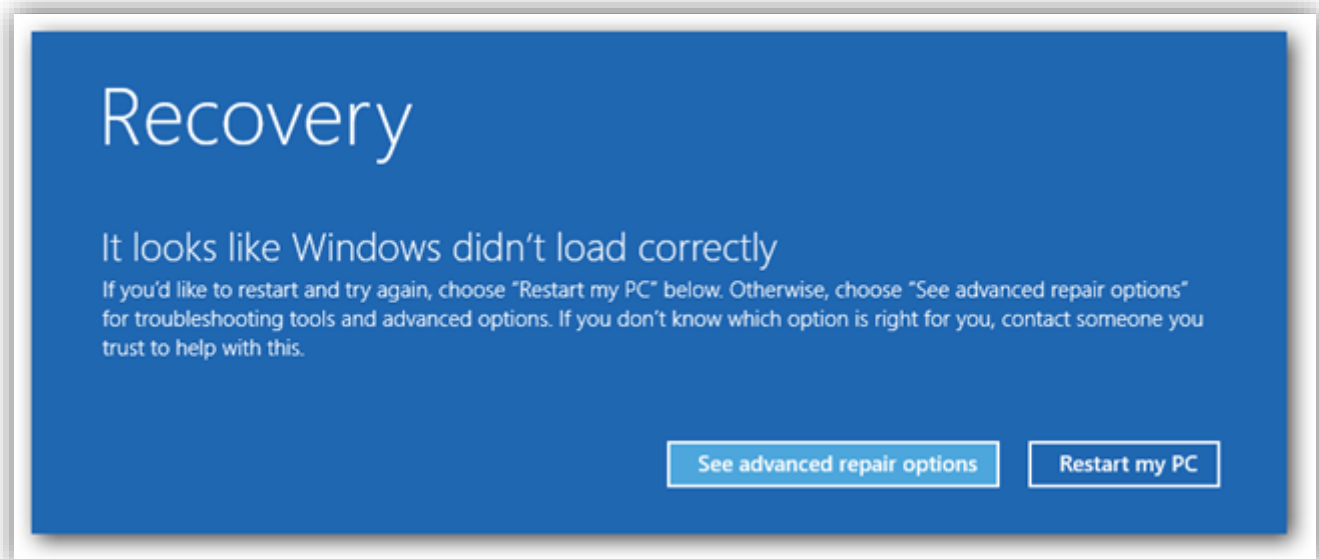 Recovery
It looks like Windows didn’t load correctly
If you’d like to restart and try again, choose “Restart my PC” below. Otherwise, choose “See advanced repair options”
for troubleshooting tools and advanced options. If you don’t know which option is right for you, contact someone you
trust to help with this.
See advanced repair options
Restart my PC